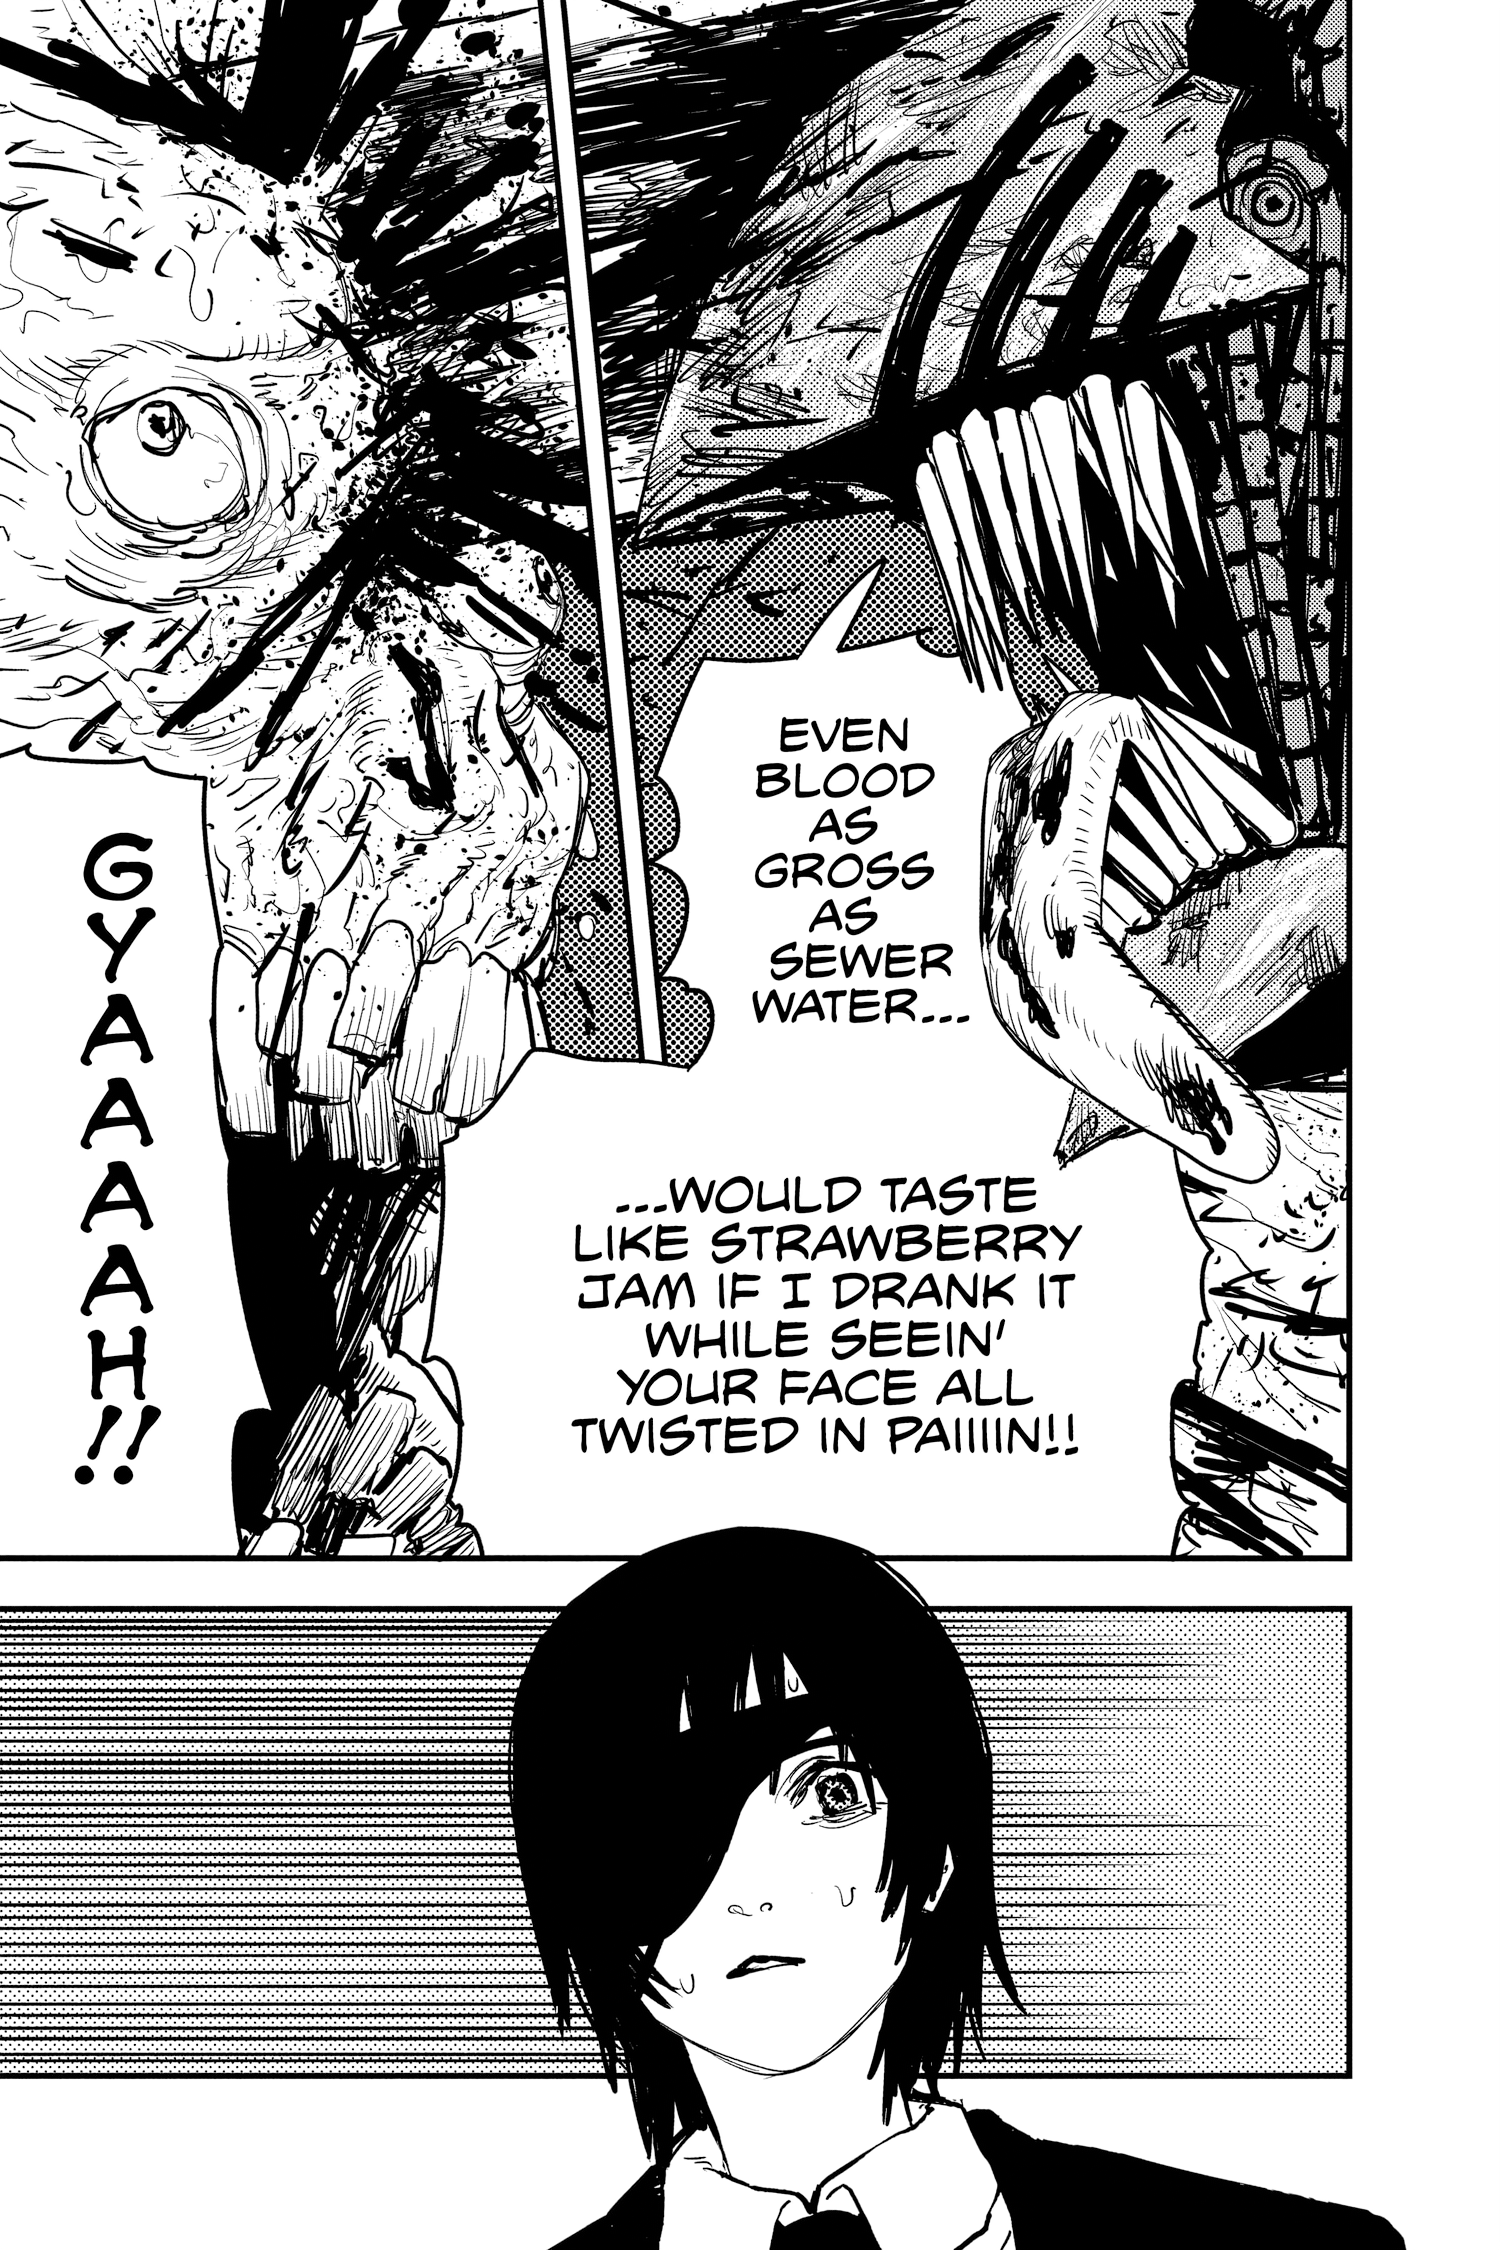 EVEN
BLOOD
AS
GROSS
AS
SEWER
WATER...
...WOULD TASTE
LIKE STRAWBERRY
JAM IF I DRANK IT
WHILE SEEIN'
YOUR FACE ALL
TWISTED IN PAIIIIN!!
GYAAAAH!!